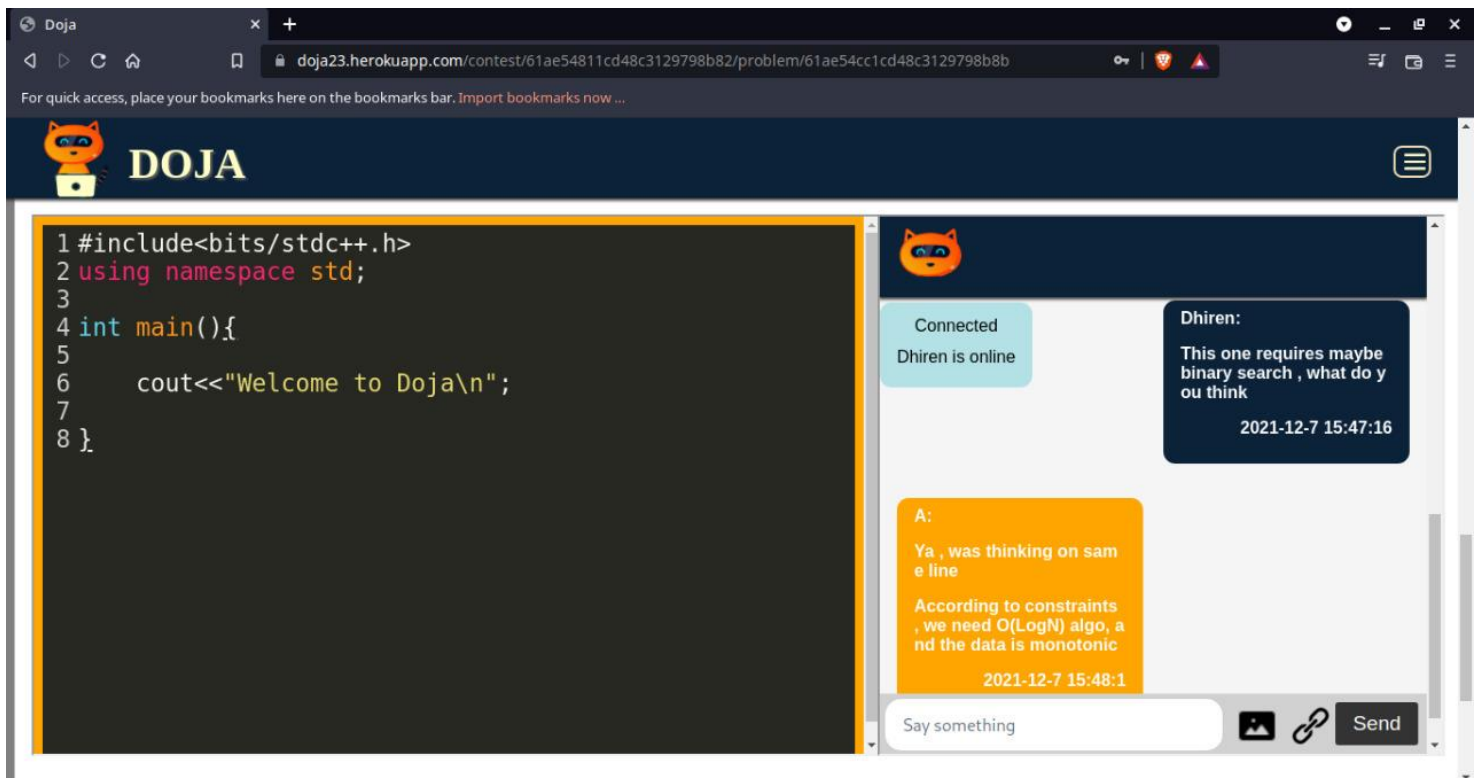 Doja
doja23.herokuapp.com/contest/61ae54811cd48c3129798b82/problem/61ae54cc1cd48c3129798b8b
For quick access, place your bookmarks here on the bookmarks bar. Import bookmarks now ...
DOJA
1 #include<bits/stdc++.h>
2 using namespace std;
3
4 int main(){
5
6     cout<<"Welcome to Doja\n";
7
8 }
Connected
Dhiren is online
Dhiren:
This one requires maybe
binary search , what do y
ou think
2021-12-7 15:47:16
A:
Ya , was thinking on sam
e line
According to constraints
, we need O(LogN) algo, a
nd the data is monotonic
2021-12-7 15:48:1
Say something
Send